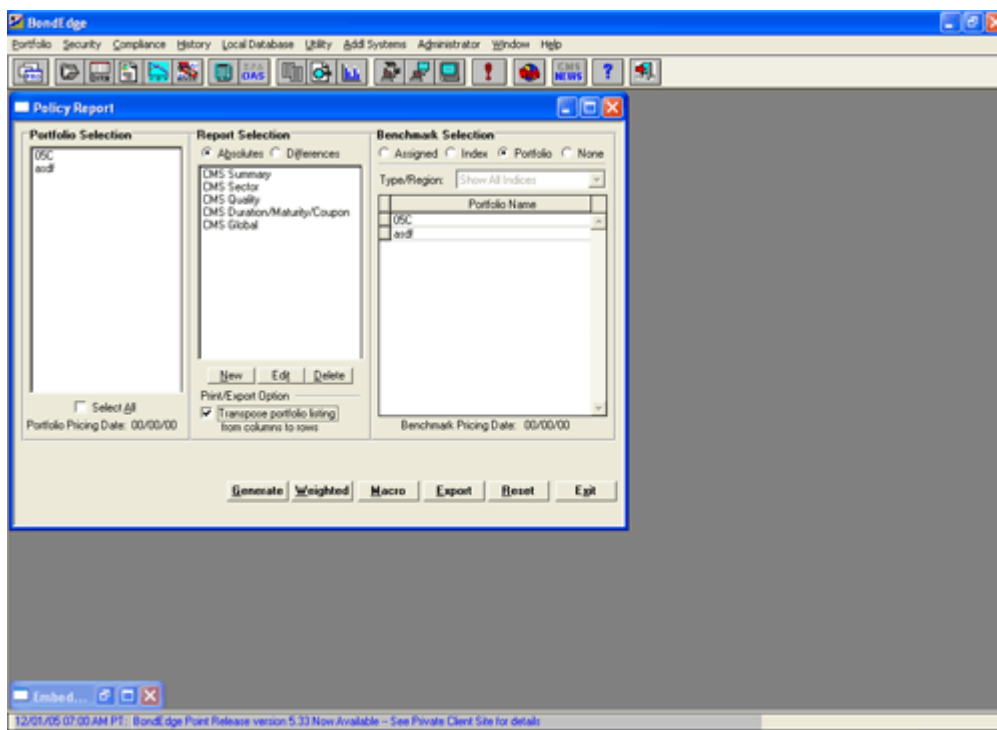 BondEdge
Portfolio Security Compliance History Local Database Utility Addl Systems Administrator Window Help
OAS
CMS
NEWS
?
Policy Report
Portfolio Selection
05C
asdf
Select All
Portfolio Pricing Date: 00/00/00
Report Selection
Absolutes Differences
CMS Summary
CMS Sector
CMS Quality
CMS Duration/Maturity/Coupon
CMS Global
New Edit Delete
Print/Export Option
Transpose portfolio listing
from columns to rows
Benchmark Selection
Assigned Index Portfolio None
Type/Region: Show All Indices
Portfolio Name
05C
asdf
Benchmark Pricing Date: 00/00/00
Generate Weighted Macro Export Reset Exit
Embed...
12/01/05 07:00 AM PT: BondEdge Point Release version 5.33 Now Available -- See Private Client Site for details